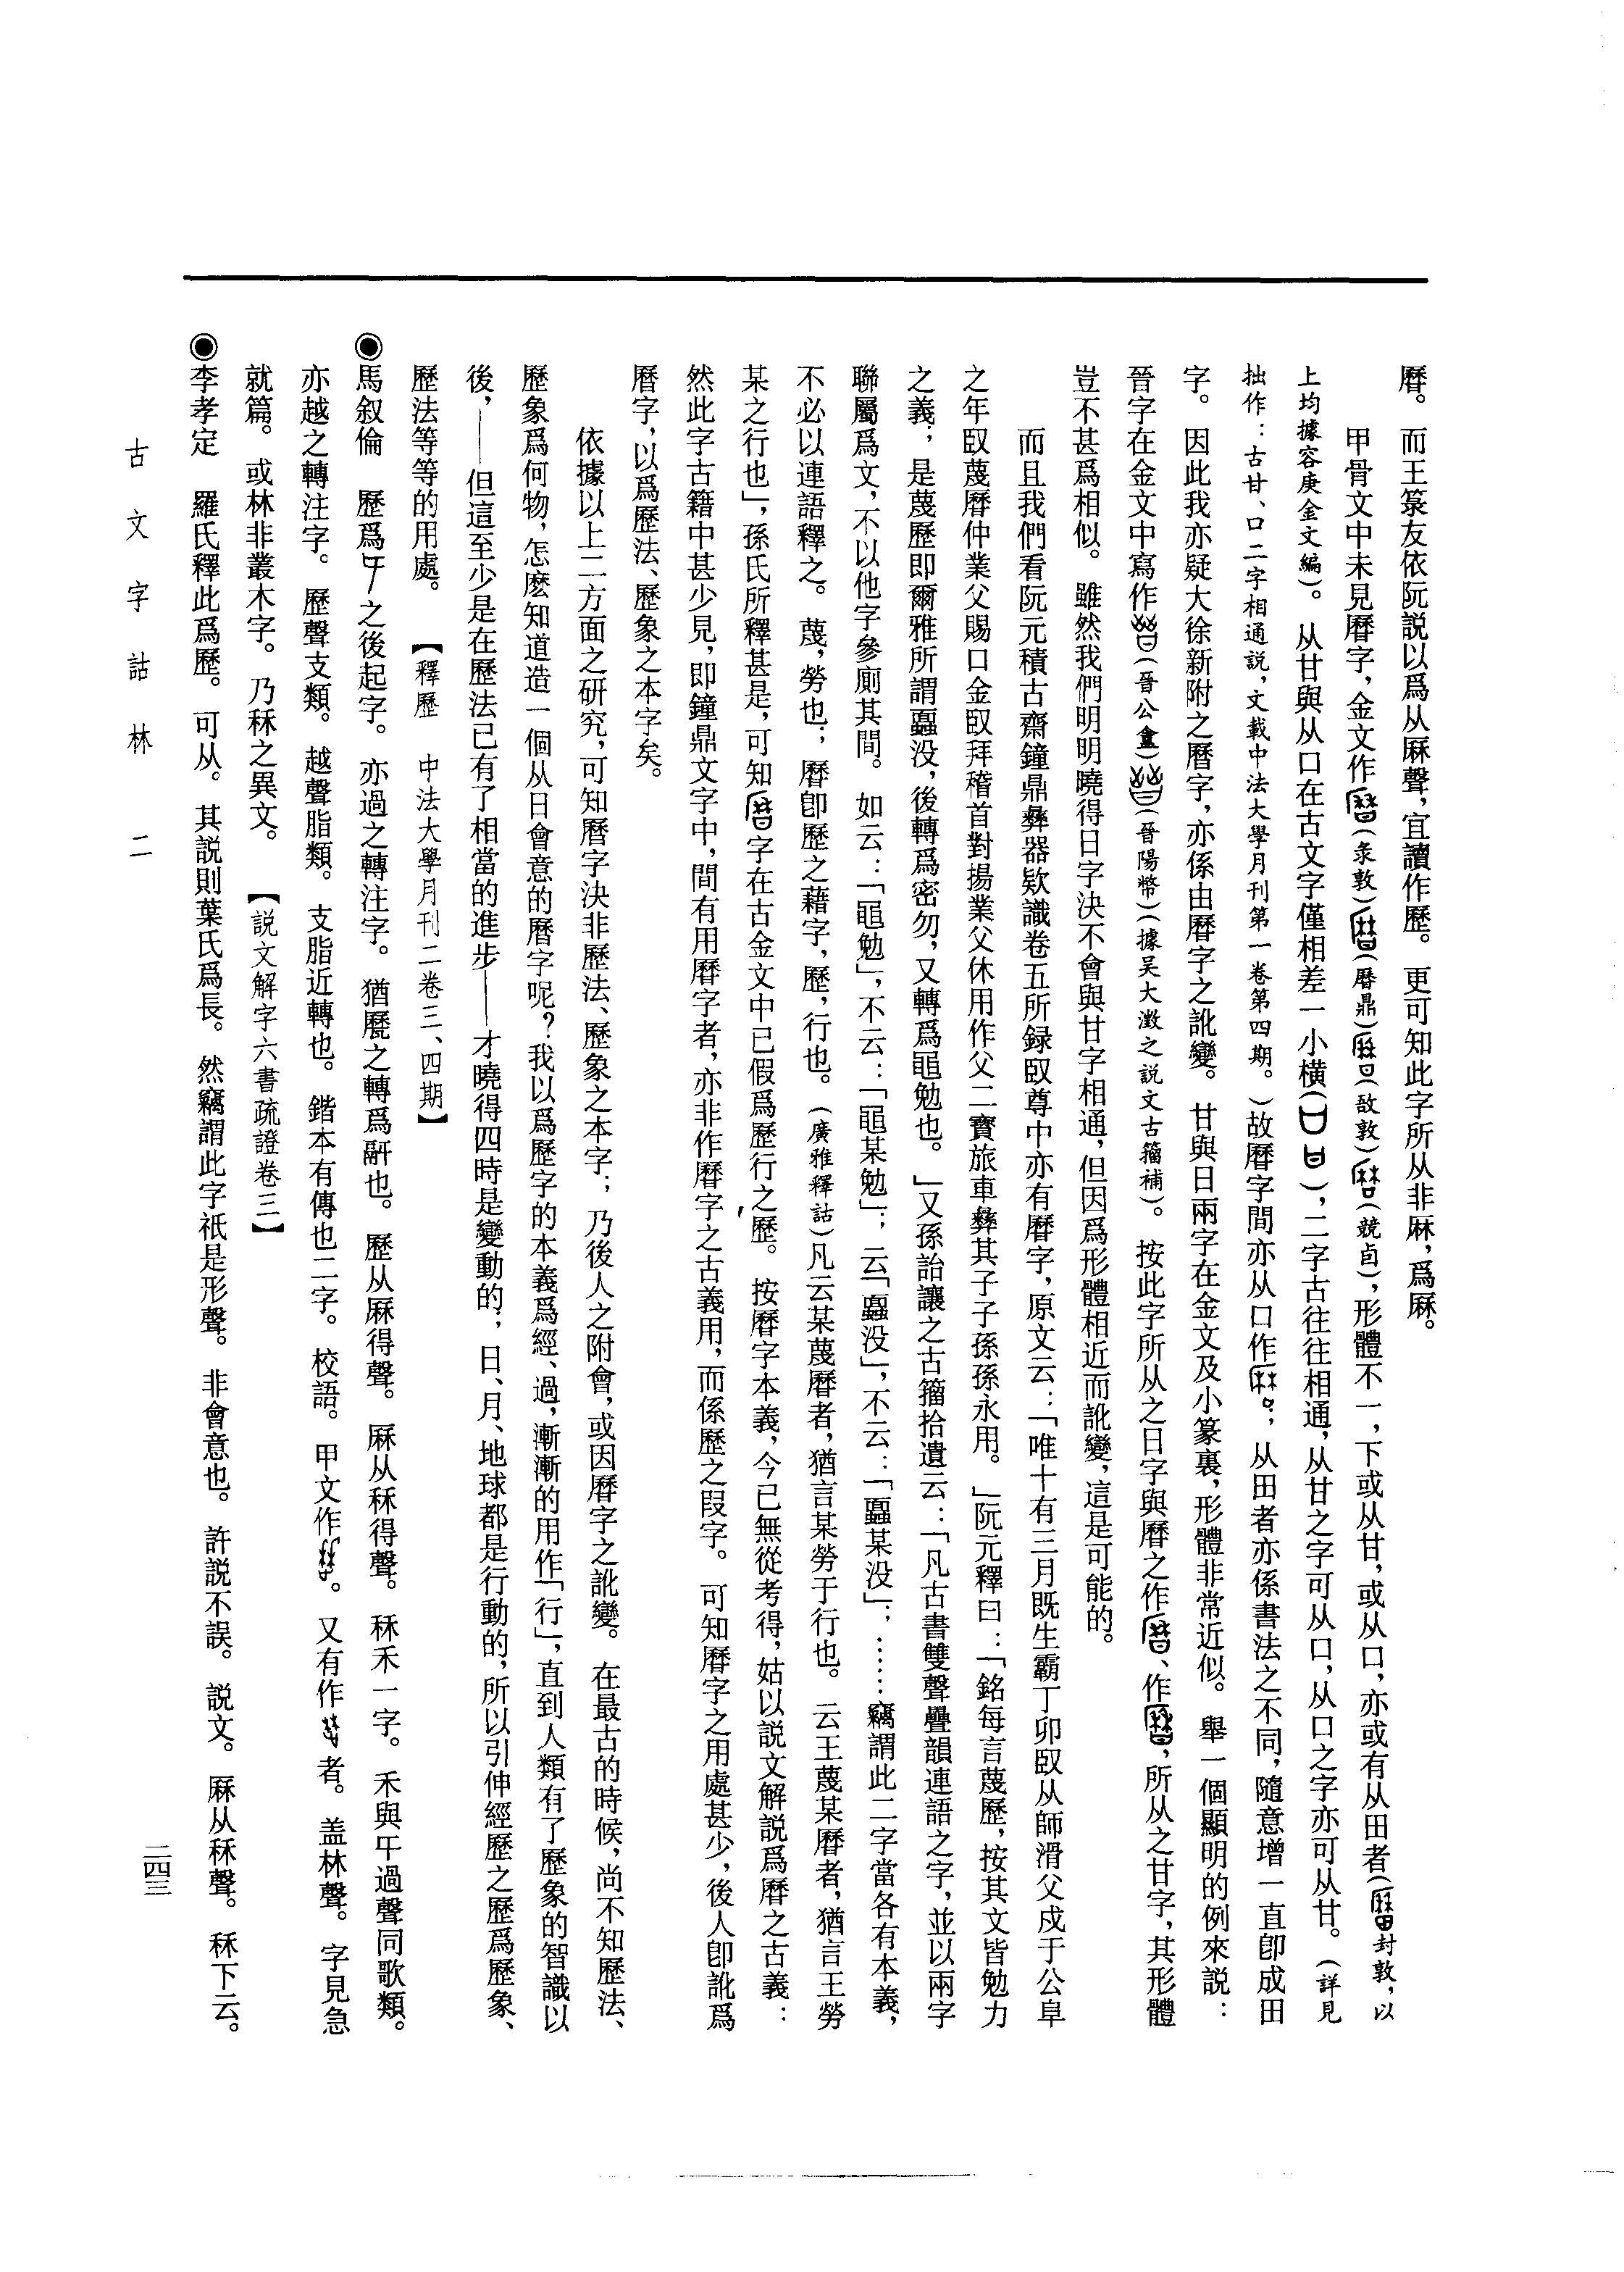 曆。而王篆友依阮説以爲从厤聲，宜讀作歷。更可知此字所从非厤，爲厤。
甲骨文中未見曆字，金文作（彔敦）（曆鼎）（敔敦）（競卣），形體不一，下或从甘，或从口，亦或有从田者（封敦，以
上均據容庚金文編）。从甘與从口在古文字僅相差一小橫（），二字古往往相通，从甘之字可从口，从口之字亦可从甘。（詳見
拙作：古甘、口二字相通説，文載中法大學月刊第一卷第四期。）故曆字間亦从口作；从田者亦係書法之不同，隨意增一直卽成田
字。因此我亦疑大徐新附之曆字，亦係由曆字之訛變。甘與日兩字在金文及小篆裏，形體非常近似。舉一個顯明的例來説：
晉字在金文中寫作（晉公盦）（晉陽幣）（據吴大澂之説文古籀補）。按此字所从之日字與曆之作、作，所从之甘字，其形體
豈不甚爲相似。雖然我們明明曉得日字決不會與甘字相通，但因爲形體相近而訛變，這是可能的。
而且我們看阮元積古齋鐘鼎彝器欵識卷五所録臤尊中亦有曆字，原文云：「唯十有三月既生霸丁卯臤从師滑父戍于公阜
之年臤蔑曆仲業父賜口金臤拜稽首對揚業父休用作父二寶旅車彝其子子孫孫永用。」阮元釋曰：「銘每言蔑歷，按其文皆勉力
之義；是蔑歷即爾雅所謂蠠没，後轉爲密勿，又轉爲黽勉也。」又孫詒讓之古籀拾遺云：「凡古書雙聲疊韻連語之字，並以兩字
聯屬爲文，不以他字參廁其間。如云：「黽勉」，不云：「黽某勉」；云「蠠没」，不云：「蠠某没」；……竊謂此二字當各有本義，
不必以連語釋之。蔑，勞也；曆卽歷之藉字，歷，行也。（廣雅釋詁）凡云某蔑曆者，猶言某勞于行也。云王蔑某曆者，猶言王勞
某之行也」，孫氏所釋甚是，可知字在古金文中已假爲歷行之歷。按曆字本義，今已無從考得，姑以説文解説爲曆之古義：
然此字古籍中甚少見，即鐘鼎文字中，間有用曆字者，亦非作曆字之古義用，而係歷之叚字。可知曆字之用處甚少，後人卽訛爲
曆字，以爲歷法、歷象之本字矣。
依據以上二方面之研究，可知曆字決非歷法、歷象之本字；乃後人之附會，或因曆字之訛變。在最古的時候，尚不知歷法、
歷象爲何物，怎麽知道造一個从日會意的曆字呢？我以爲歷字的本義爲經、過，漸漸的用作「行」，直到人類有了歷象的智識以
後，——但這至少是在歷法已有了相當的進步——才曉得四時是變動的；日、月、地球都是行動的，所以引伸經歷之歷爲歷象、
歷法等等的用處。【釋歷　中法大學月刊二卷三、四期】
◉馬叙倫　歷爲之後起字。亦過之轉注字。猶㽁之轉爲也。歷从厤得聲。厤从秝得聲。秝禾一字。禾與㐄過聲同歌類。
亦越之轉注字。歷聲支類。越聲脂類。支脂近轉也。鍇本有傳也二字。校語。甲文作。又有作者。盖林聲。字見急
就篇。或林非叢木字。乃秝之異文。【説文解字六書疏證卷三】
◉李孝定　羅氏釋此爲歷。可从。其説則葉氏爲長。然竊謂此字祇是形聲。非會意也。許説不誤。説文。厤从秝聲。秝下云。
古文字詁林　二
二四三